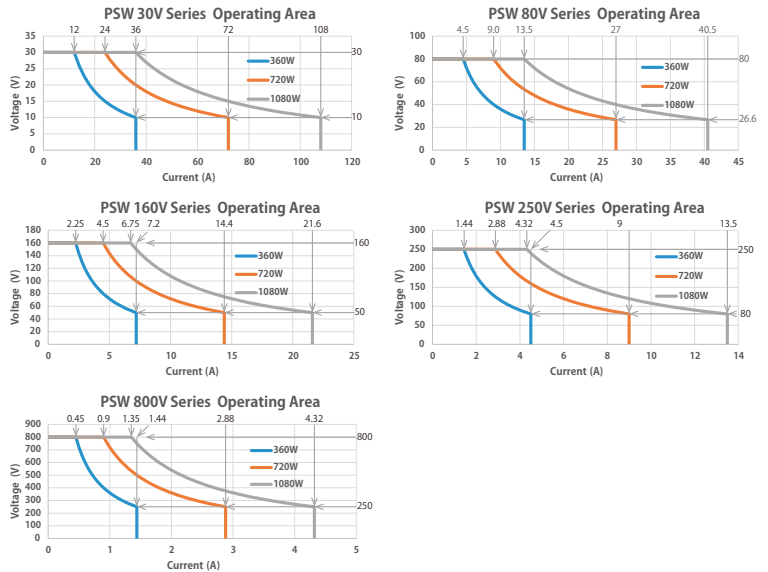 PSW 30V Series Operating Area
12 24 36 72 108
35
30
25
20
15
10
5
0
Voltage (V)
360W
720W
1080W
30
10
0 20 40 60 80 100 120
Current (A)
PSW 80V Series Operating Area
4.5 9.0 13.5 27 40.5
100
80
60
40
20
0
Voltage (V)
360W
720W
1080W
80
26.6
0 5 10 15 20 25 30 35 40 45
Current (A)
PSW 160V Series Operating Area
2.25 4.5 6.75 7.2 14.4 21.6
180
160
140
120
100
80
60
40
20
0
Voltage (V)
360W
720W
1080W
160
50
0 5 10 15 20 25
Current (A)
PSW 250V Series Operating Area
1.44 2.88 4.32 4.5 9 13.5
300
250
200
150
100
50
0
Voltage (V)
360W
720W
1080W
250
80
0 2 4 6 8 10 12 14
Current (A)
PSW 800V Series Operating Area
0.45 0.9 1.35 1.44 2.88 4.32
900
800
700
600
500
400
300
200
100
0
Voltage (V)
360W
720W
1080W
800
250
0 1 2 3 4 5
Current (A)